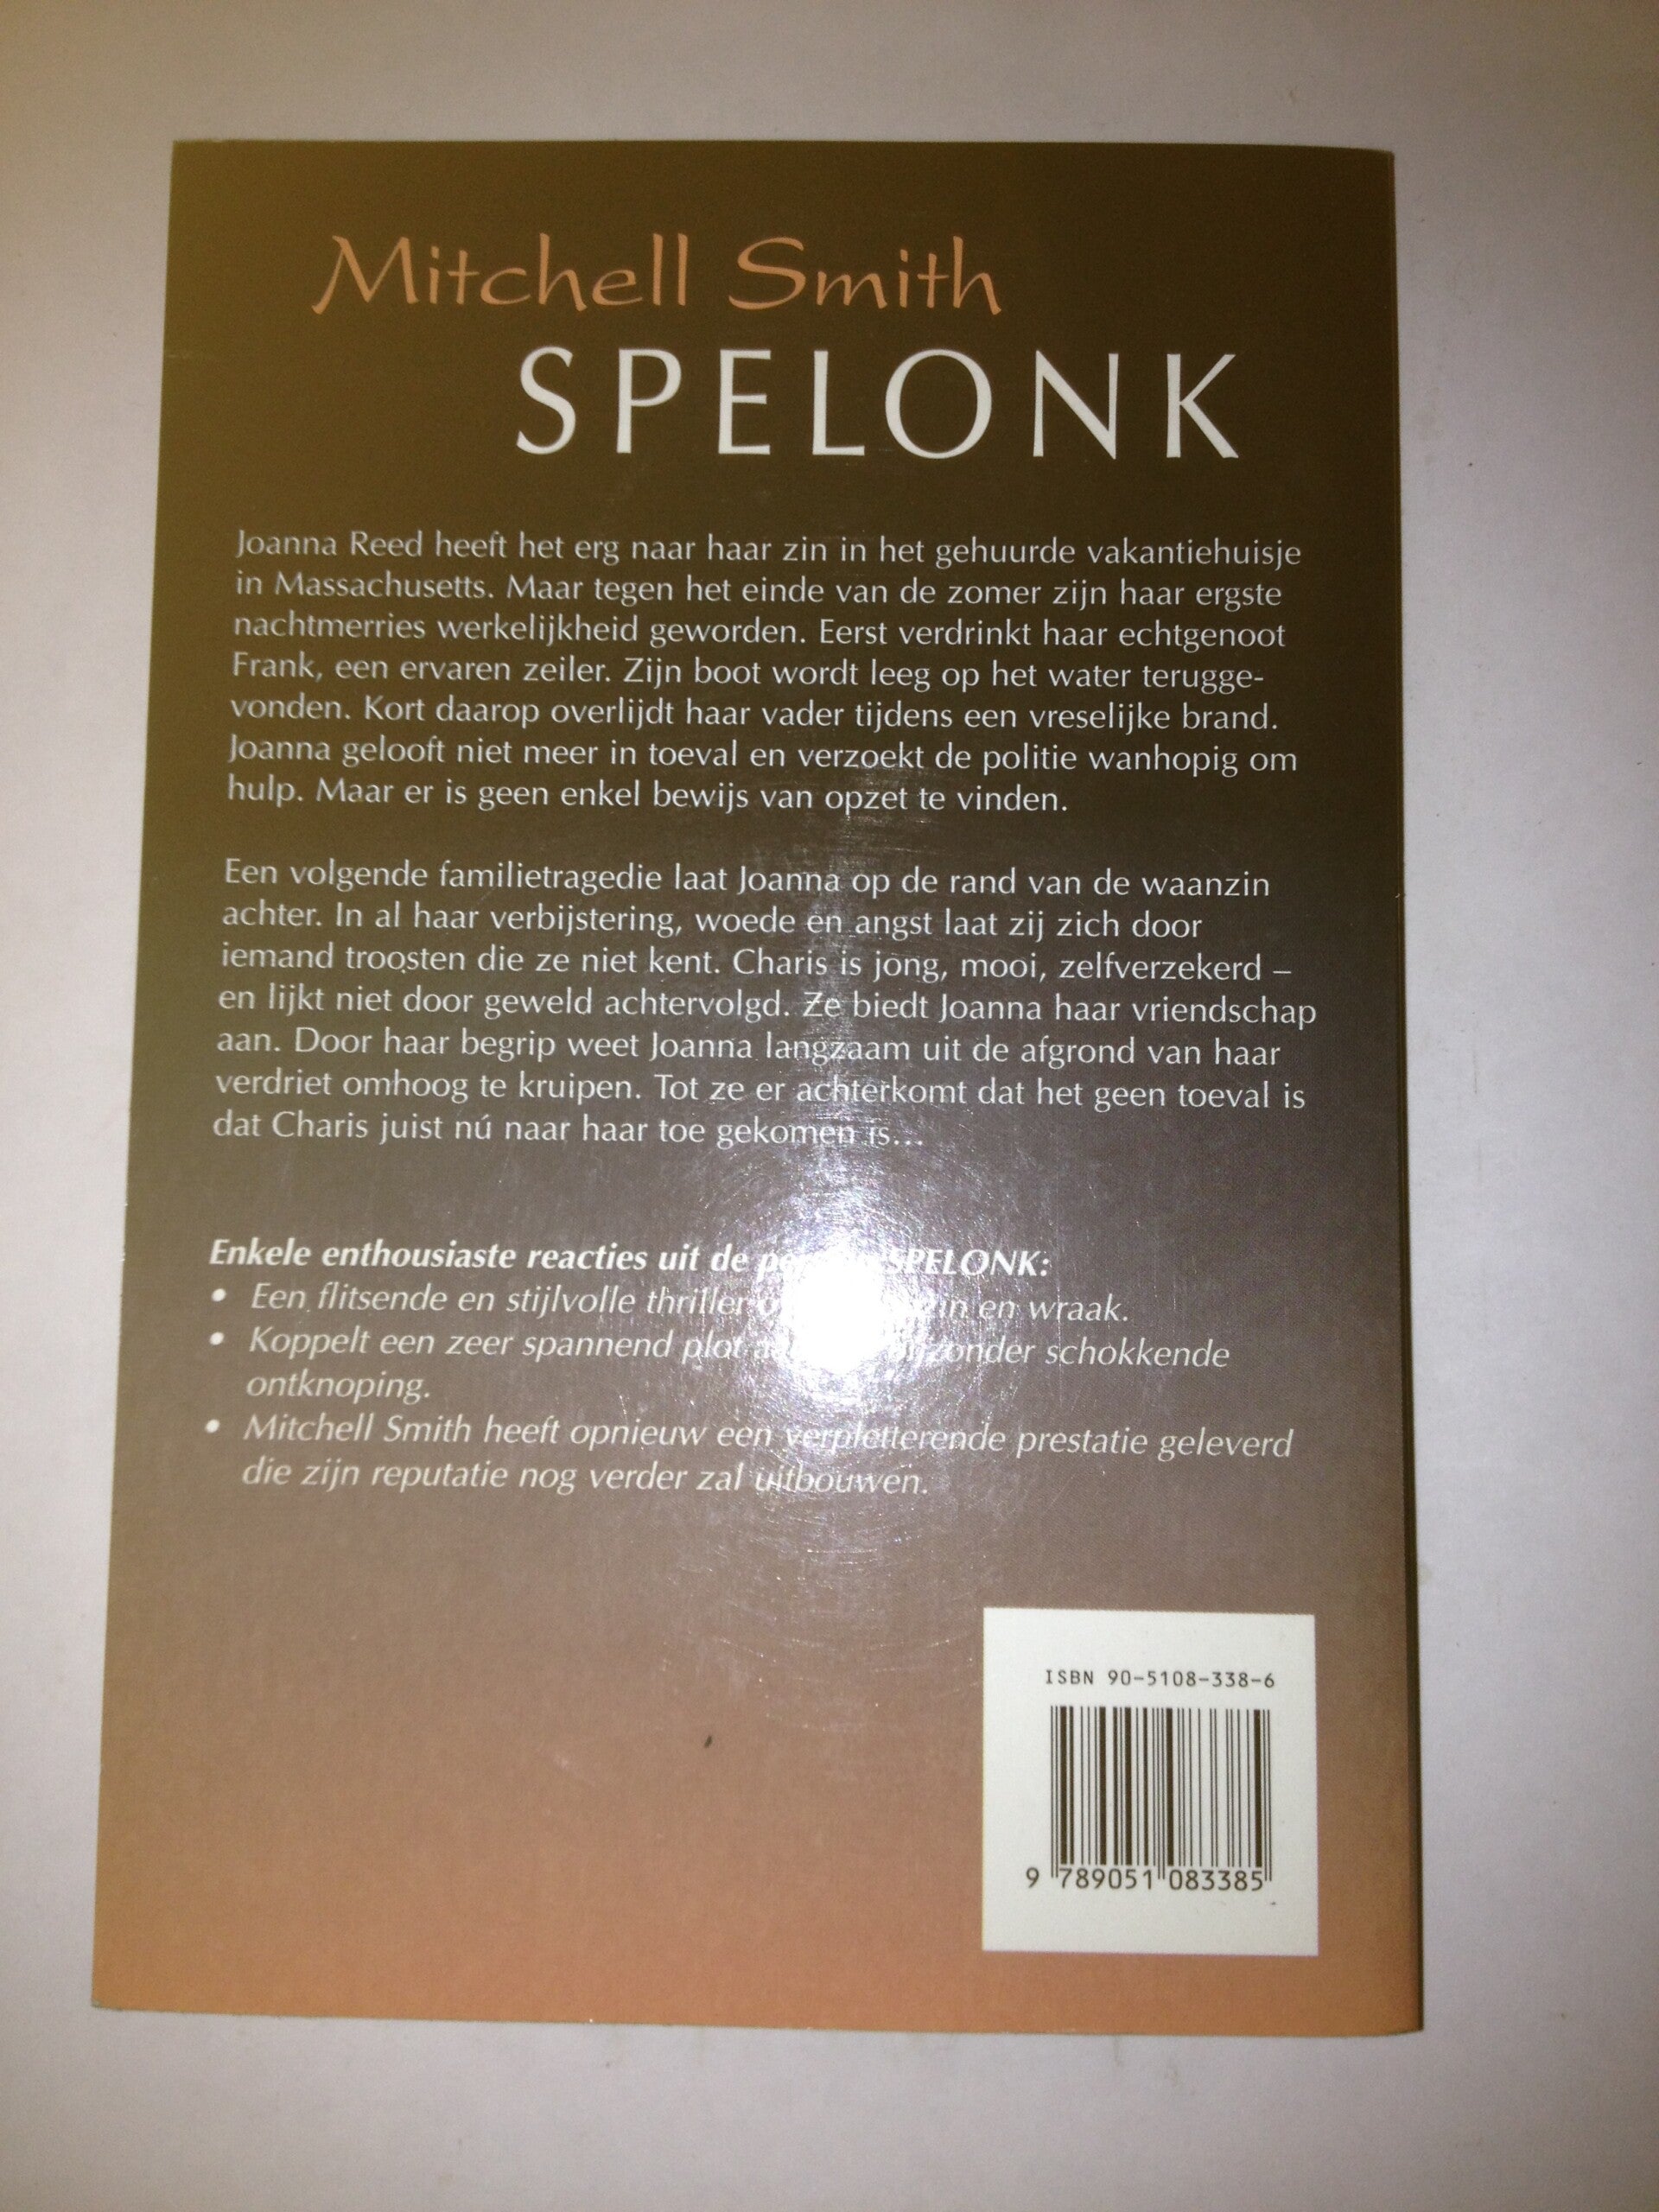 Mitchell Smith
SPELONK
Joanna Reed heeft het erg naar haar zin in het gehuurde vakantiehuisje
in Massachusetts. Maar tegen het einde van de zomer zijn haar ergste
nachtmerries werkelijkheid geworden. Eerst verdrinkt haar echtgenoot
Frank, een ervaren zeiler. Zijn boot wordt leeg op het water terugge-
vonden. Kort daarop overlijdt haar vader tijdens een vreselijke brand.
Joanna gelooft niet meer in toeval en verzoekt de politie wanhopig om
hulp. Maar er is geen enkel bewijs van opzet te vinden.
Een volgende familietragedie laat Joanna op de rand van de waanzin
achter. In al haar verbijstering, woede en angst laat zij zich door
iemand troosten die ze niet kent. Charis is jong, mooi, zelfverzekerd –
en lijkt niet door geweld achtervolgd. Ze biedt Joanna haar vriendschap
aan. Door haar begrip weet Joanna langzaam uit de afgrond van haar
verdriet omhoog te kruipen. Tot ze er achterkomt dat het geen toeval is
dat Charis juist nú naar haar toe gekomen is...
Enkele enthousiaste reacties uit de SPELONK:
• Een flitsende en stijlvolle thriller en wraak.
• Koppelt een zeer spannend plot bijzonder schokkende
ontknoping.
• Mitchell Smith heeft opnieuw een verpletterende prestatie geleverd
die zijn reputatie nog verder zal uitbouwen.
ISBN 90-5108-338-6
9 789051 083385